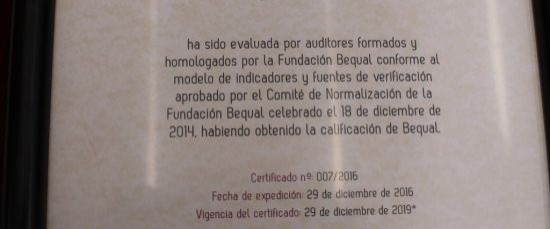 ha sido evaluada por auditores formados y
homologados por la Fundación Bequal conforme al
modelo de indicadores y fuentes de verificación
aprobado por el Comité de Normalización de la
Fundación Bequal celebrado el 18 de diciembre de
2014, habiendo obtenido la calificación de Bequal.
Certificado nº: 007/2016
Fecha de expedición: 29 de diciembre de 2016
Vigencia del certificado: 29 de diciembre de 2019*